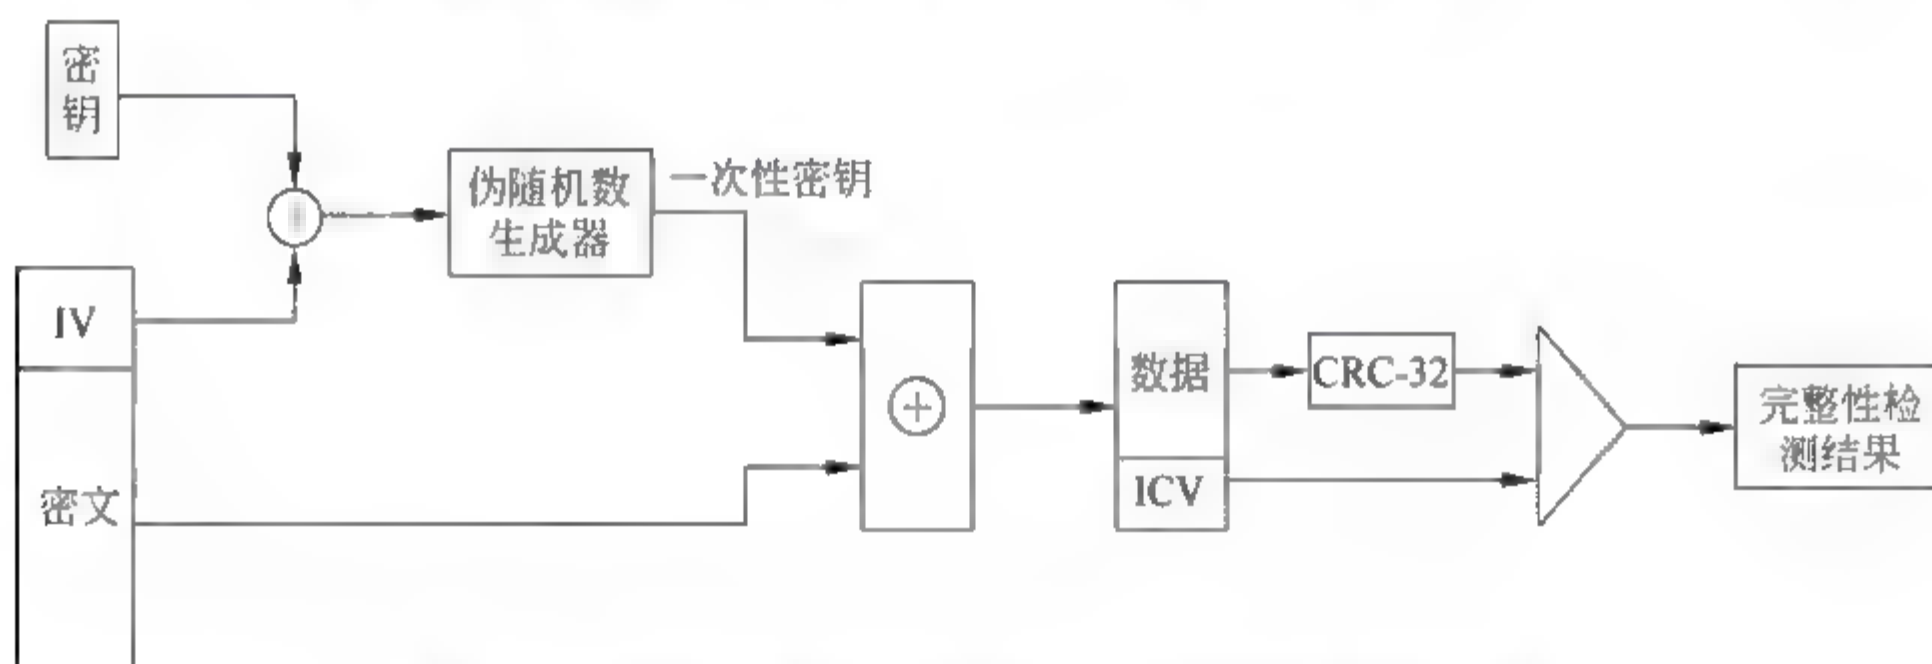 密
钥
伪随机数
生成器
一次性密钥
IV
密文
数据
ICV
CRC-32
完整性检
测结果